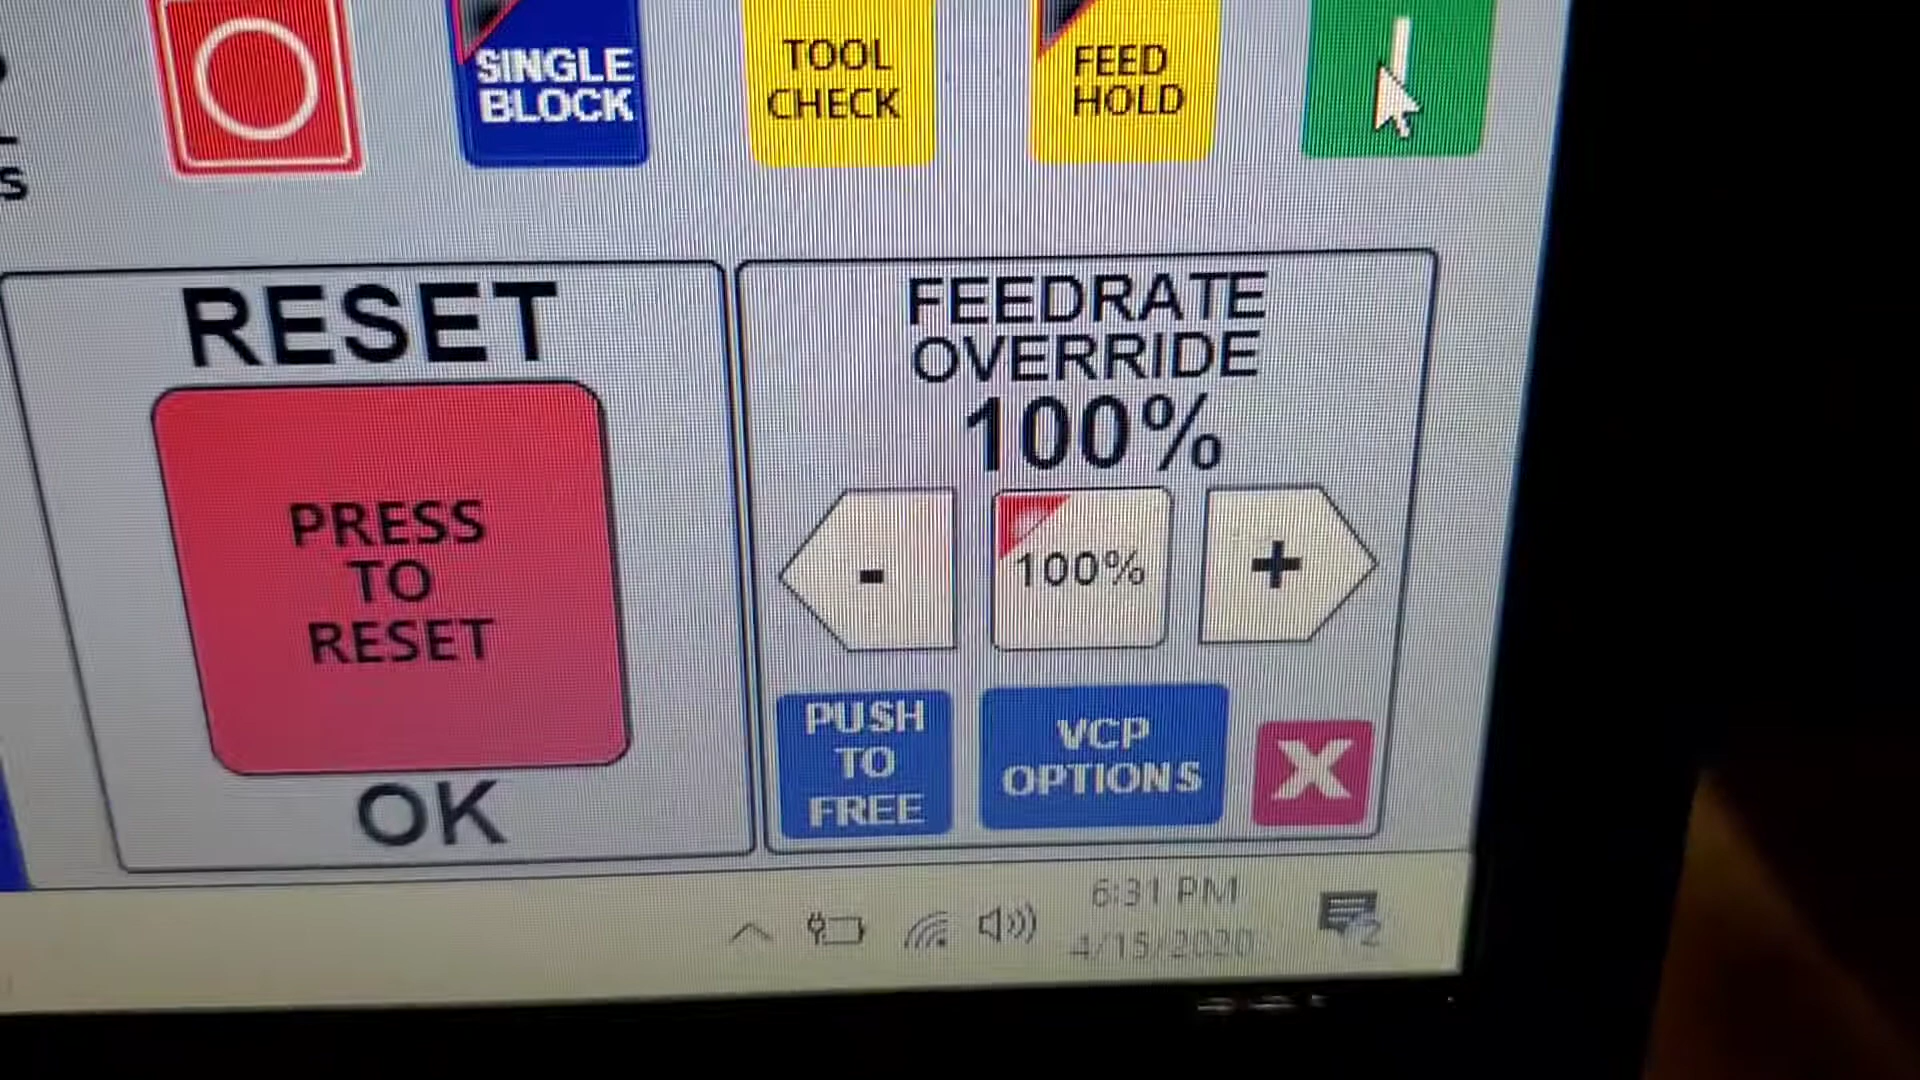 SINGLE
BLOCK
TOOL
CHECK
FEED
HOLD
S
RESET
PRESS
TO
RESET
OK
FEEDRATE
OVERRIDE
100%
-
100%
+
PUSH
TO
FREE
VCP
OPTIONS
X
6:31 PM
4/15/2020
2